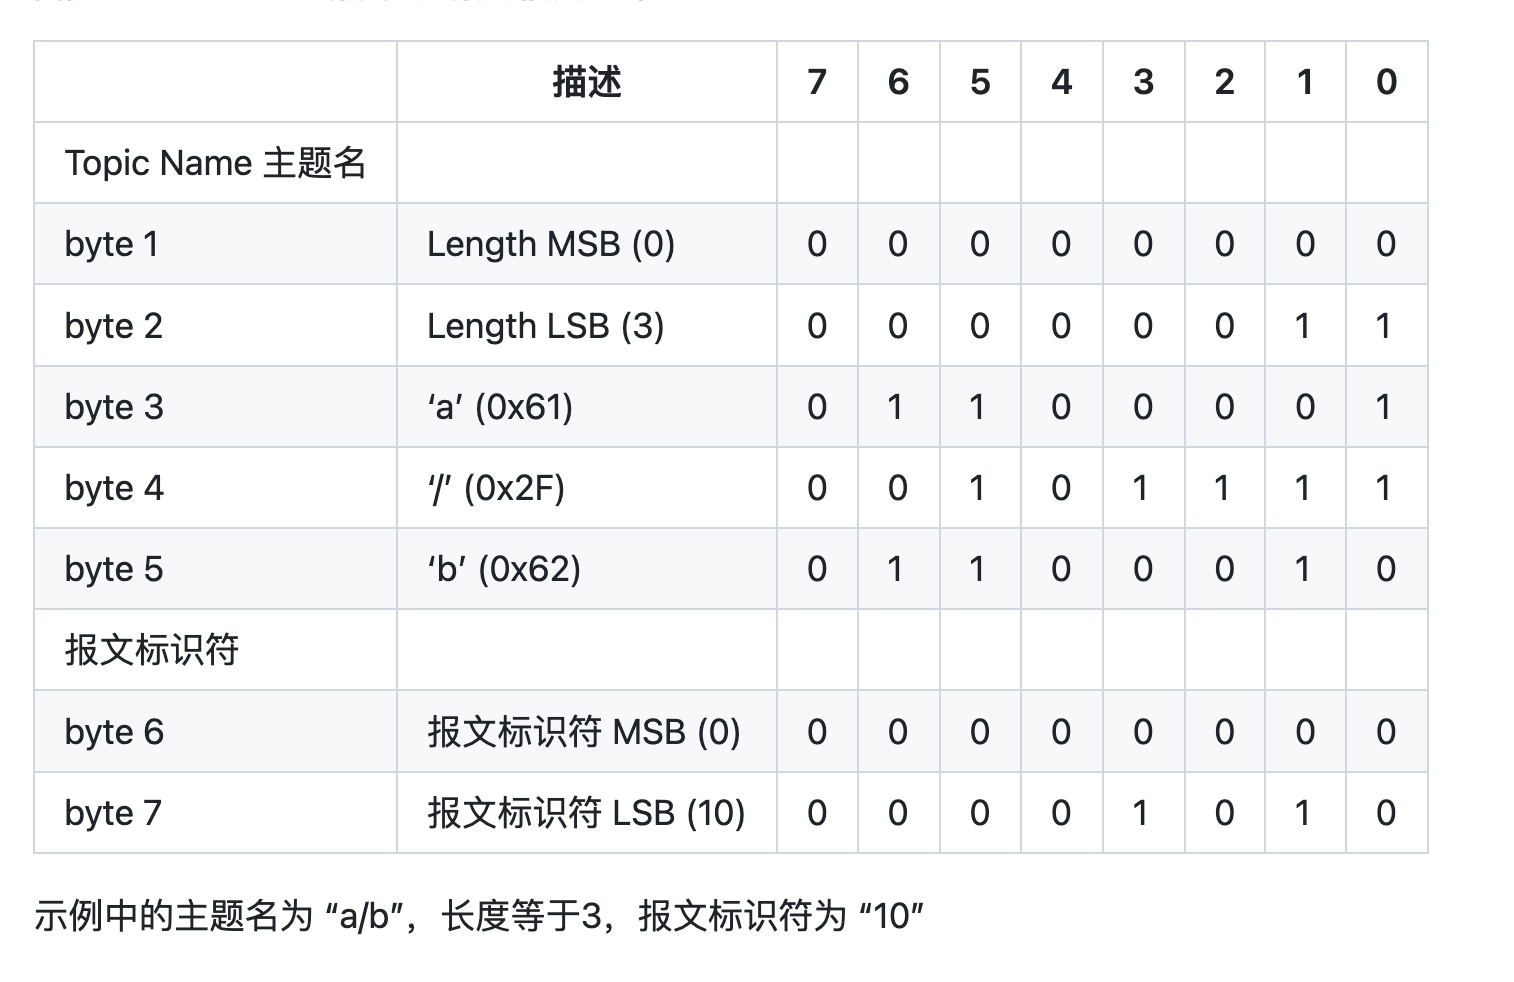 描述 7 6 5 4 3 2 1 0
Topic Name 主题名
byte 1 Length MSB (0) 0 0 0 0 0 0 0 0
byte 2 Length LSB (3) 0 0 0 0 0 0 1 1
byte 3 ‘a’ (0x61) 0 1 1 0 0 0 0 1
byte 4 ‘/’ (0x2F) 0 0 1 0 1 1 1 1
byte 5 ‘b’ (0x62) 0 1 1 0 0 0 1 0
报文标识符
byte 6 报文标识符 MSB (0) 0 0 0 0 0 0 0 0
byte 7 报文标识符 LSB (10) 0 0 0 0 1 0 1 0
示例中的主题名为 “a/b”，长度等于3，报文标识符为 “10”